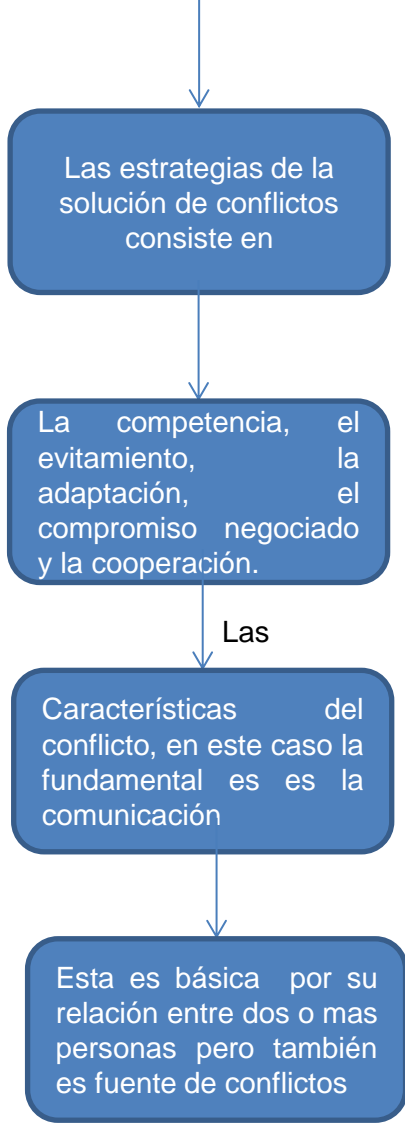 Las estrategias de la
solución de conflictos
consiste en
La competencia, el
evitamiento, la
adaptación, el
compromiso negociado
y la cooperación.
Las
Características del
conflicto, en este caso la
fundamental es es la
comunicación
Esta es básica por su
relación entre dos o mas
personas pero también
es fuente de conflictos